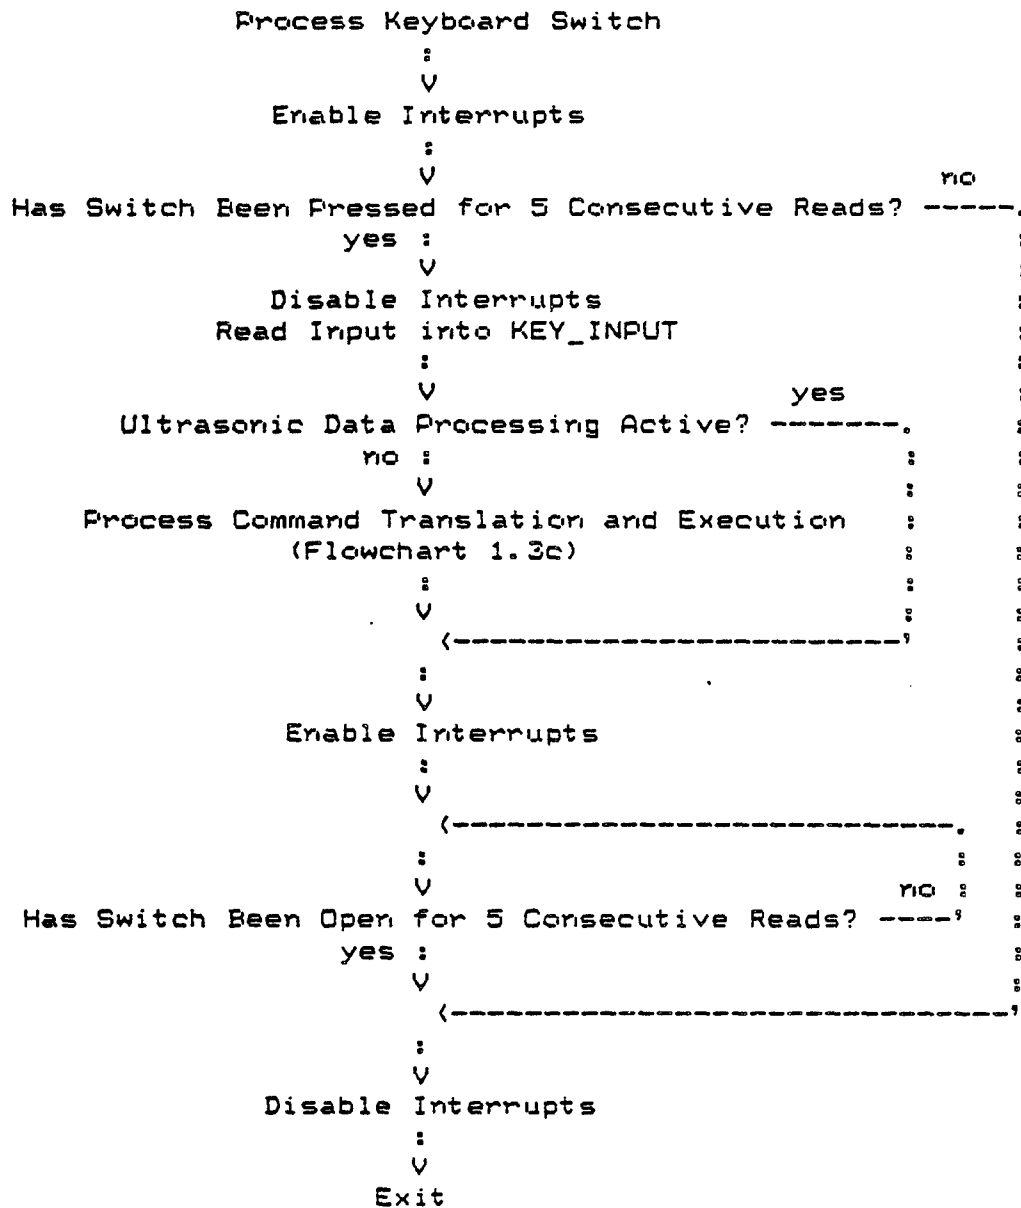 Process Keyboard Switch
:
V
Enable Interrupts
:
V
no
Has Switch Been Pressed for 5 Consecutive Reads? -----.
yes :
V
Disable Interrupts
Read Input into KEY_INPUT
:
V
yes
Ultrasonic Data Processing Active? -------.
no :
V
Process Command Translation and Execution
(Flowchart 1.3c)
:
V
<-----------------------------'
:
V
Enable Interrupts
:
V
<---------------------------------.
:
V
no :
Has Switch Been Open for 5 Consecutive Reads? ----'
yes :
V
<-------------------------------------'
:
V
Disable Interrupts
:
V
Exit